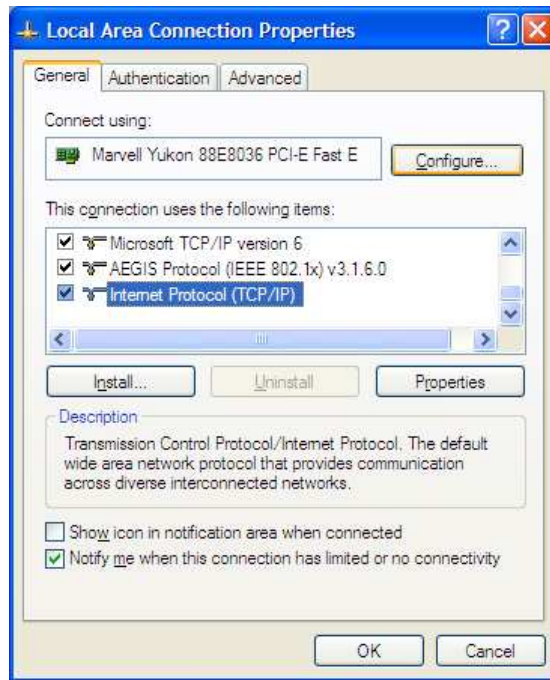 Local Area Connection Properties
General Authentication Advanced
Connect using:
Marvell Yukon 88E8036 PCI-E Fast E
Configure...
This connection uses the following items:
Microsoft TCP/IP version 6
AEGIS Protocol (IEEE 802.1x) v3.1.6.0
Internet Protocol (TCP/IP)
Install... Uninstall Properties
Description
Transmission Control Protocol/Internet Protocol. The default
wide area network protocol that provides communication
across diverse interconnected networks.
Show icon in notification area when connected
Notify me when this connection has limited or no connectivity
OK Cancel